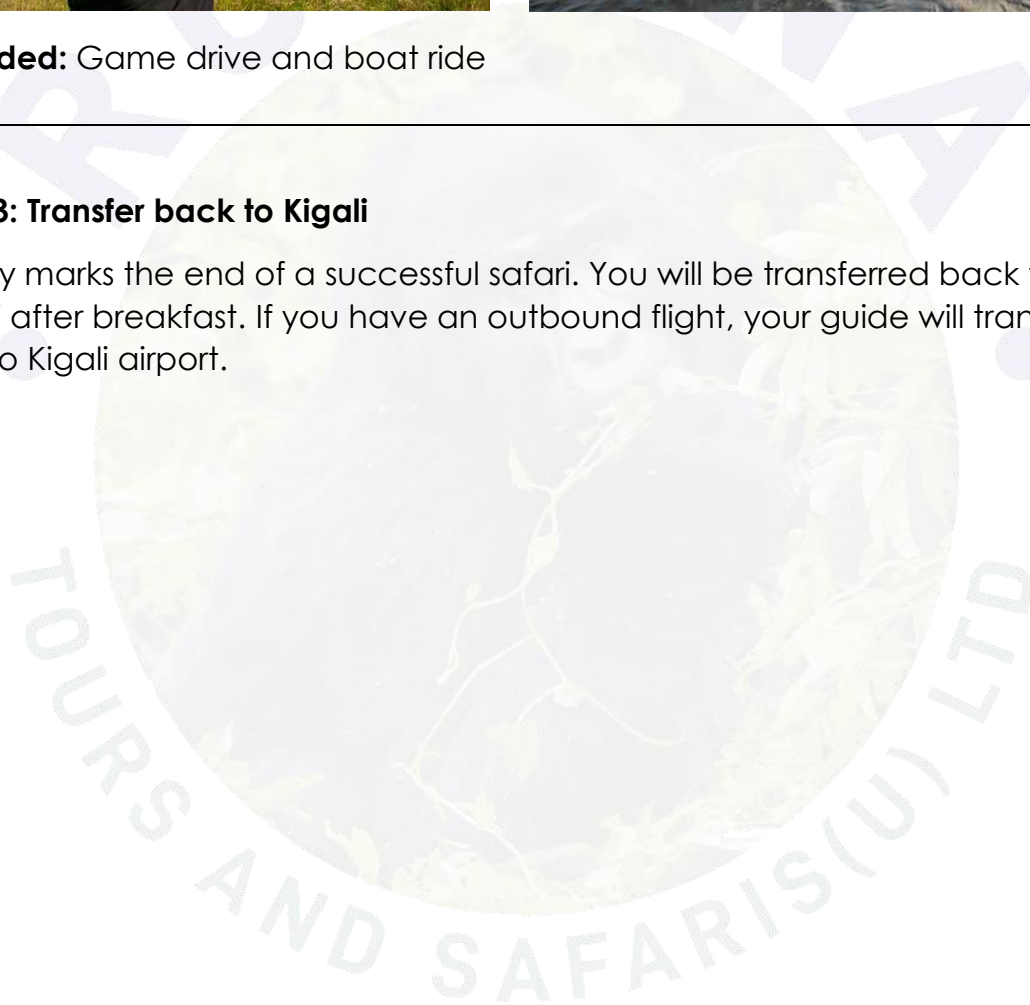 ded: Game drive and boat ride
3: Transfer back to Kigali
y marks the end of a successful safari. You will be transferred back
after breakfast. If you have an outbound flight, your guide will tran
o Kigali airport.
TOURS AND SAFARIS(U) LTD